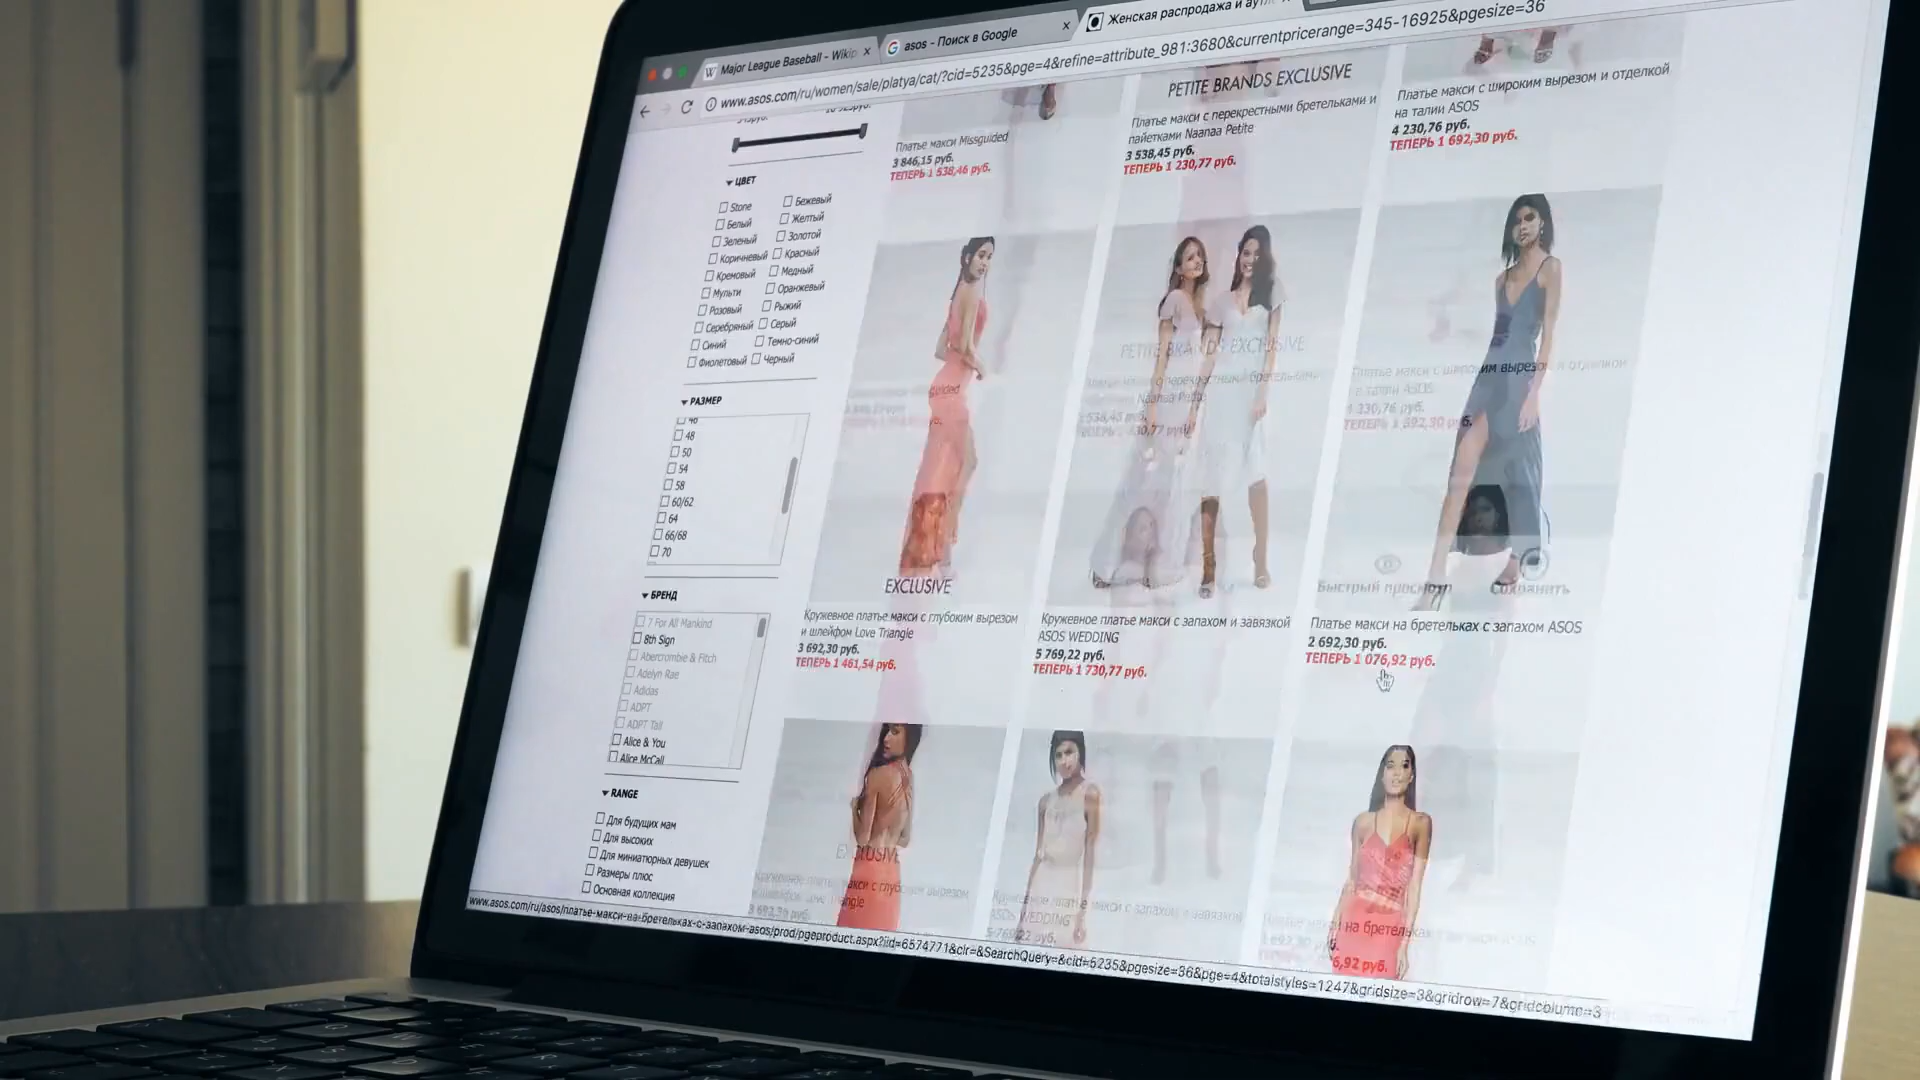 Major League Baseball - Wikip
asos - Поиск в Google
Женская распродажа и аутл
www.asos.com/ru/women/sale/platya/cat/?cid=5235&pge=4&refine=attribute_981:3680&currentpricerange=345-16925&pgesize=36
ЦВЕТ
Stone
Бежевый
Белый
Желтый
Зеленый
Золотой
Коричневый
Красный
Кремовый
Медный
Мульти
Оранжевый
Розовый
Рыжий
Серебряный
Серый
Синий
Темно-синий
Фиолетовый
Черный
РАЗМЕР
46
48
50
54
58
60/62
64
66/68
70
БРЕНД
7 For All Mankind
8th Sign
Abercrombie & Fitch
Adelyn Rae
Adidas
ADPT
ADPT Tall
Alice & You
Alice McCall
RANGE
Для будущих мам
Для высоких
Для миниатюрных девушек
Размеры плюс
Основная коллекция
Платье макси Missguided
3 846,15 руб.
ТЕПЕРЬ 1 538,46 руб.
PETITE BRANDS EXCLUSIVE
Платье макси с перекрестными бретельками и
пайетками Naanaa Petite
3 538,45 руб.
ТЕПЕРЬ 1 230,77 руб.
Платье макси с широким вырезом и отделкой
на талии ASOS
4 230,76 руб.
ТЕПЕРЬ 1 692,30 руб.
PETITE BRANDS EXCLUSIVE
EXCLUSIVE
Кружевное платье макси с глубоким вырезом
и шлейфом Love Triangle
3 692,30 руб.
ТЕПЕРЬ 1 461,54 руб.
Кружевное платье макси с запахом и завязкой
ASOS WEDDING
5 769,22 руб.
ТЕПЕРЬ 1 730,77 руб.
Быстрый просмотр
Сохранить
Платье макси на бретельках с запахом ASOS
2 692,30 руб.
ТЕПЕРЬ 1 076,92 руб.
EXCLUSIVE
www.asos.com/ru/asos/платье-макси-на-бретельках-с-запахом-asos/prod/pgeproduct.aspx?iid=6574771&clr=&SearchQuery=&cid=5235&pgesize=36&pge=4&totalstyles=1247&gridsize=3&gridrow=7&gridcolumn=3